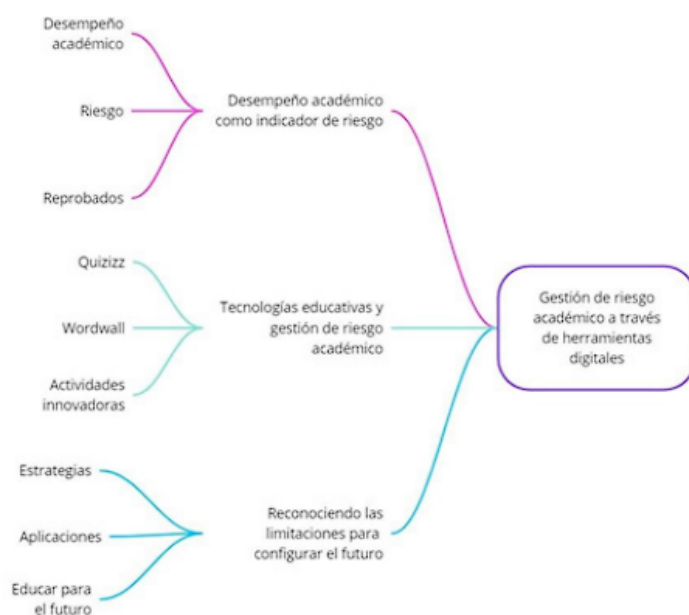 Desempeño
académico
Riesgo
Reprobados
Desempeño académico
como indicador de riesgo
Quizizz
Wordwall
Actividades
innovadoras
Tecnologías educativas y
gestión de riesgo
académico
Estrategias
Aplicaciones
Educar para
el futuro
Reconociendo las
limitaciones para
configurar el futuro
Gestión de riesgo
académico a través
de herramientas
digitales